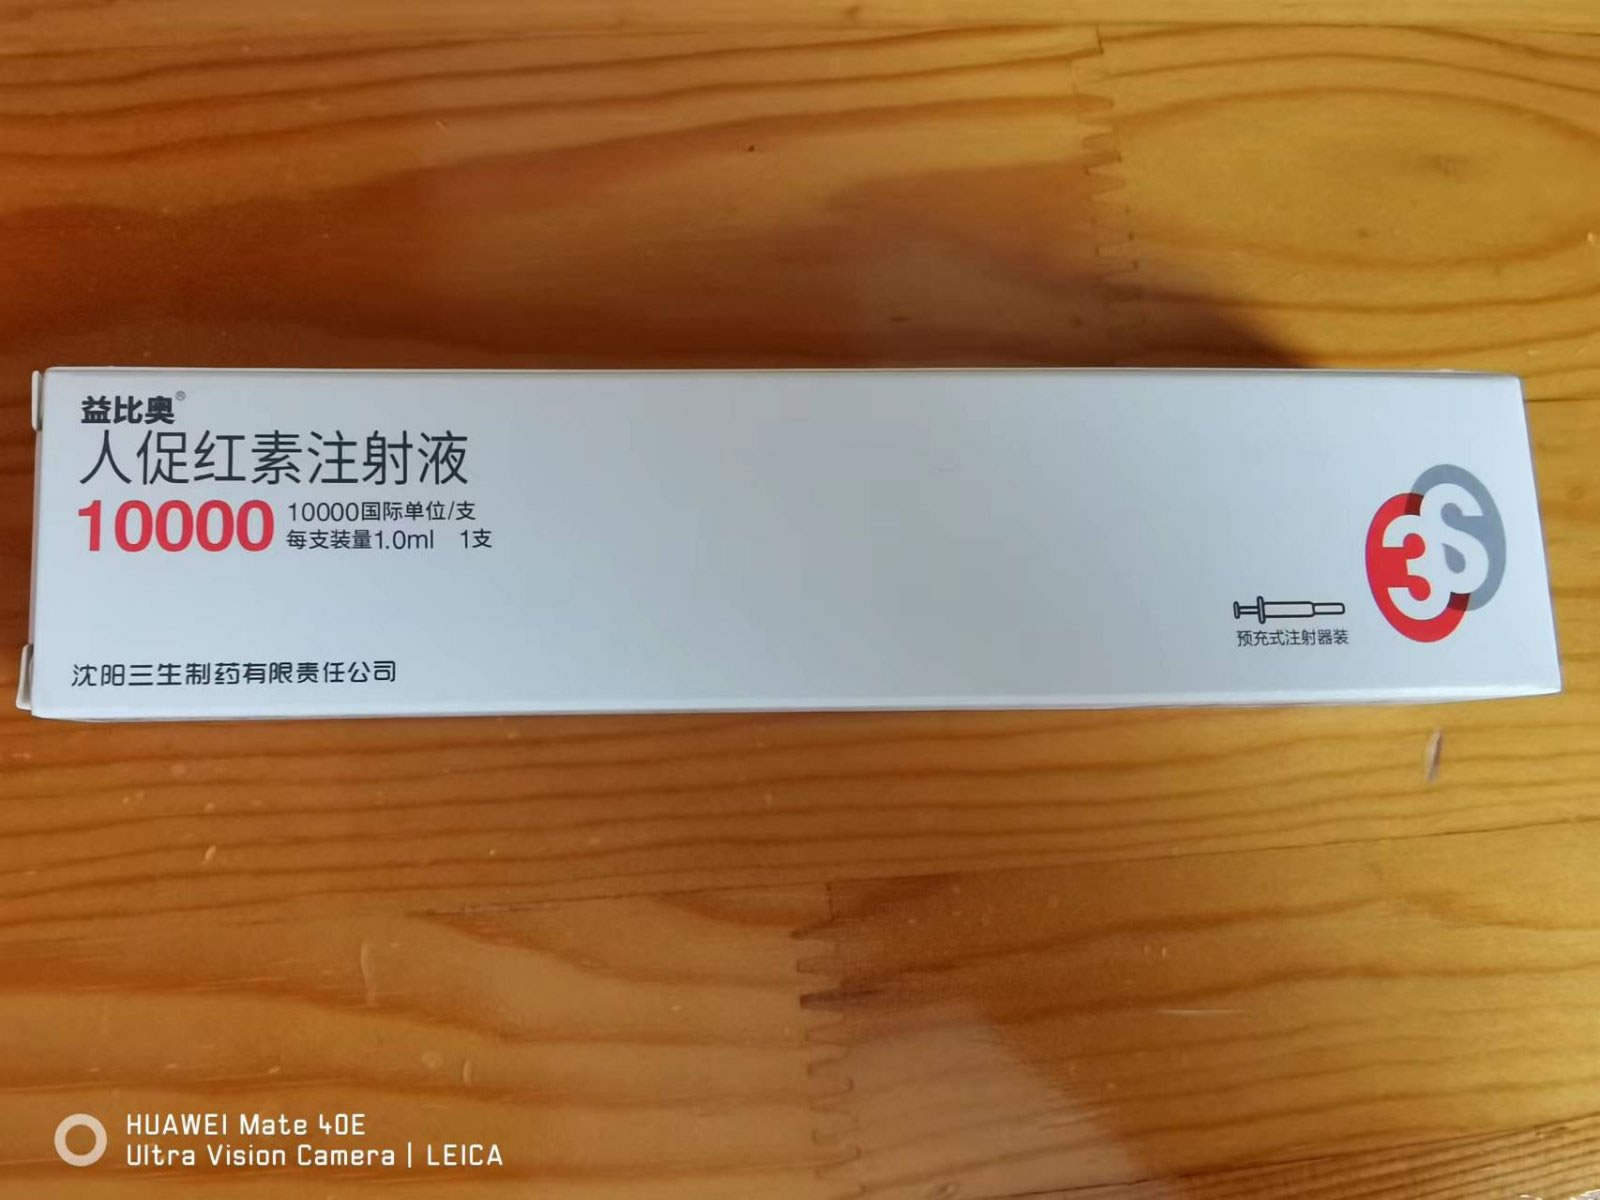 益比奥®
人促红素注射液
10000 10000国际单位/支
每支装量1.0ml 1支
3S
预充式注射器装
沈阳三生制药有限责任公司
HUAWEI Mate 40E
Ultra Vision Camera | LEICA